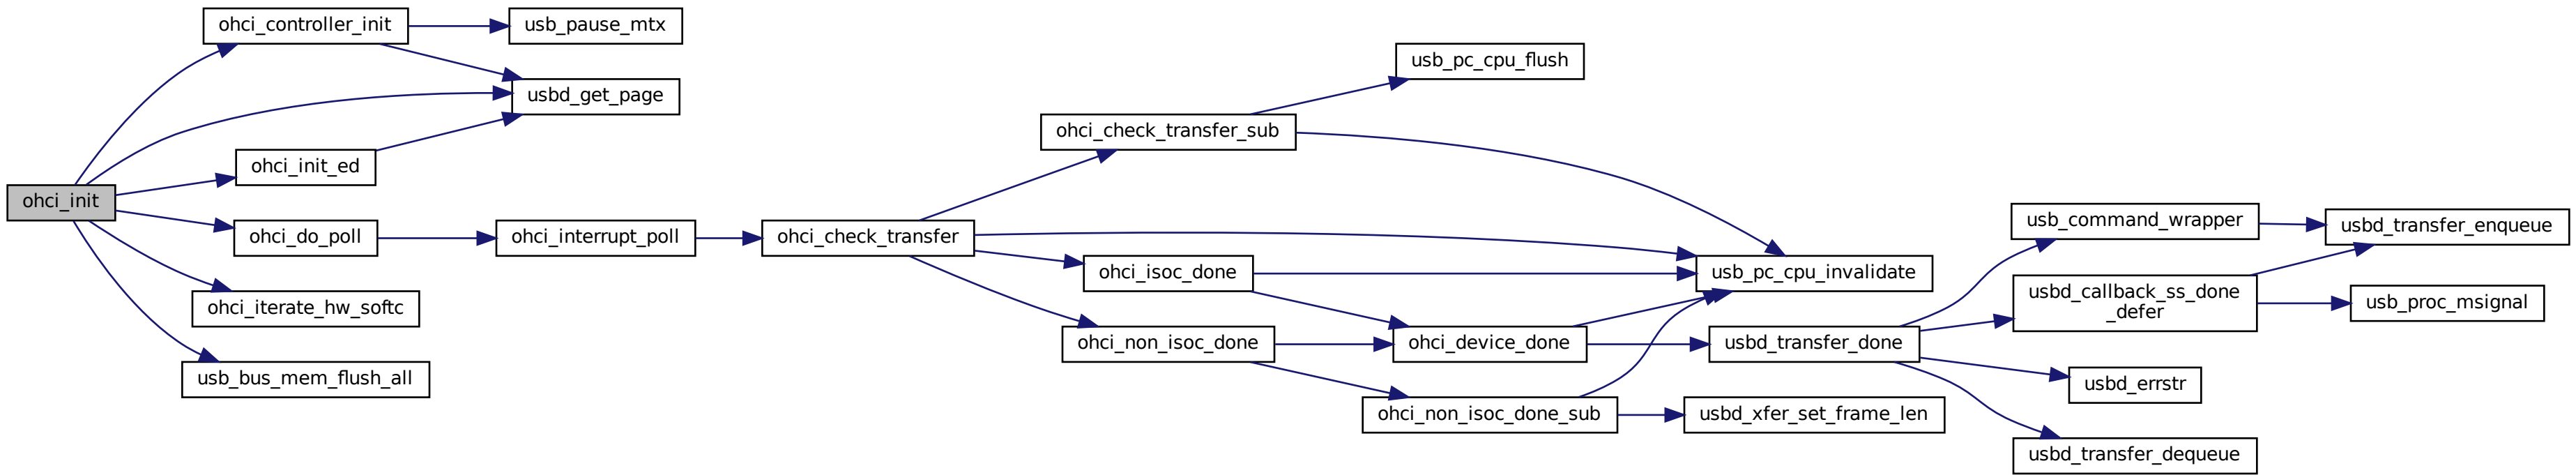 ohci_init
ohci_controller_init
usb_pause_mtx
usbd_get_page
ohci_init_ed
ohci_do_poll
ohci_iterate_hw_softc
usb_bus_mem_flush_all
ohci_interrupt_poll
ohci_check_transfer
ohci_check_transfer_sub
usb_pc_cpu_flush
usb_pc_cpu_invalidate
ohci_isoc_done
ohci_non_isoc_done
ohci_device_done
ohci_non_isoc_done_sub
usbd_transfer_done
usbd_xfer_set_frame_len
usb_command_wrapper
usbd_callback_ss_done
_defer
usbd_errstr
usbd_transfer_dequeue
usbd_transfer_enqueue
usb_proc_msignal